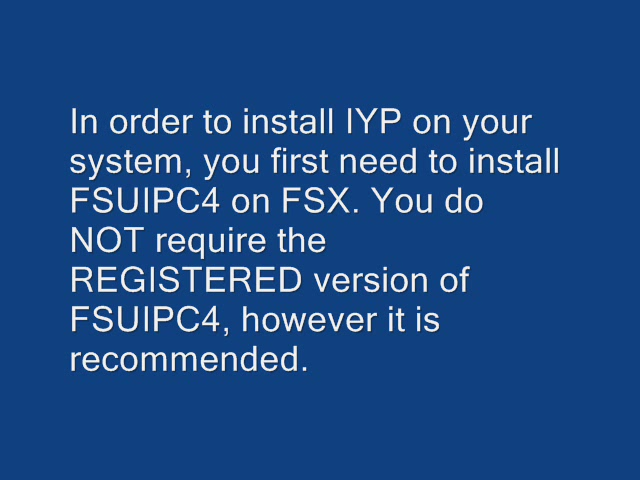 In order to install IYP on your
system, you first need to install
FSUIPC4 on FSX. You do
NOT require the
REGISTERED version of
FSUIPC4, however it is
recommended.